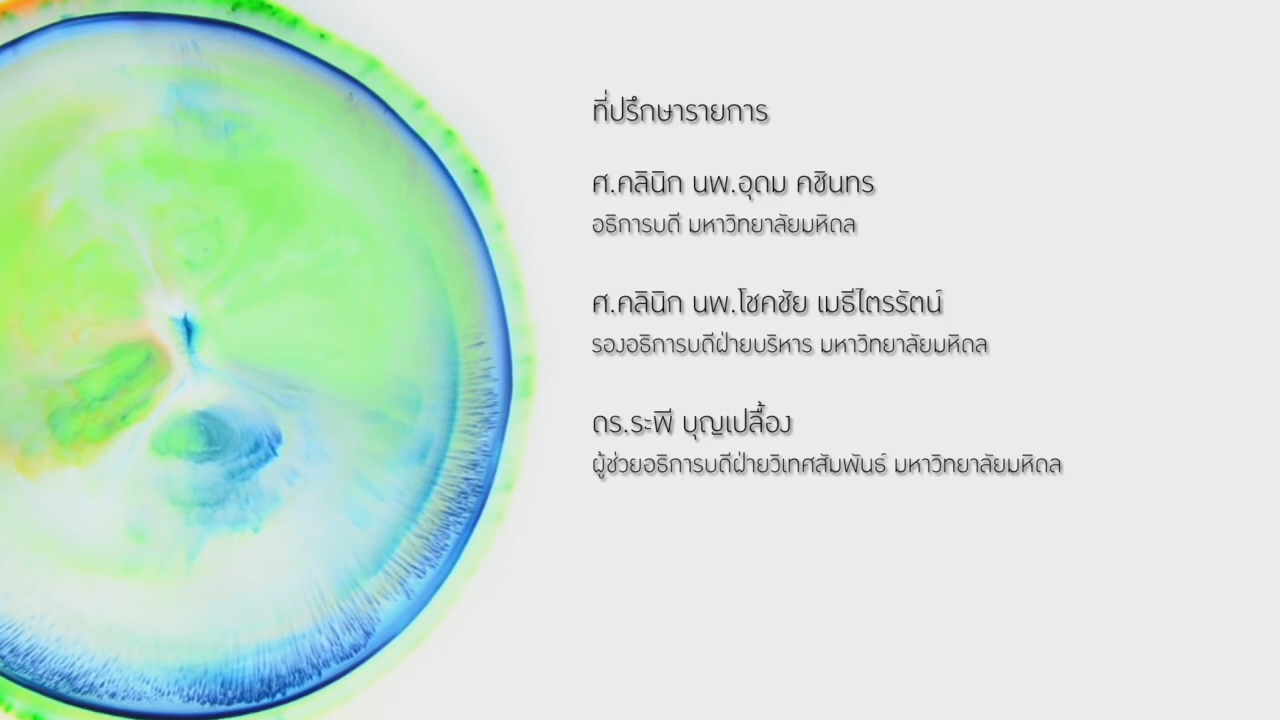 ที่ปรึกษารายการ
ศ.คลินิก นพ.อุดม คชินทร
อธิการบดี มหาวิทยาลัยมหิดล
ศ.คลินิก นพ.โชคชัย เมธีไตรรัตน์
รองอธิการบดีฝ่ายบริหาร มหาวิทยาลัยมหิดล
ดร.ระพี บุญเปลื้อง
ผู้ช่วยอธิการบดีฝ่ายวิเทศสัมพันธ์ มหาวิทยาลัยมหิดล